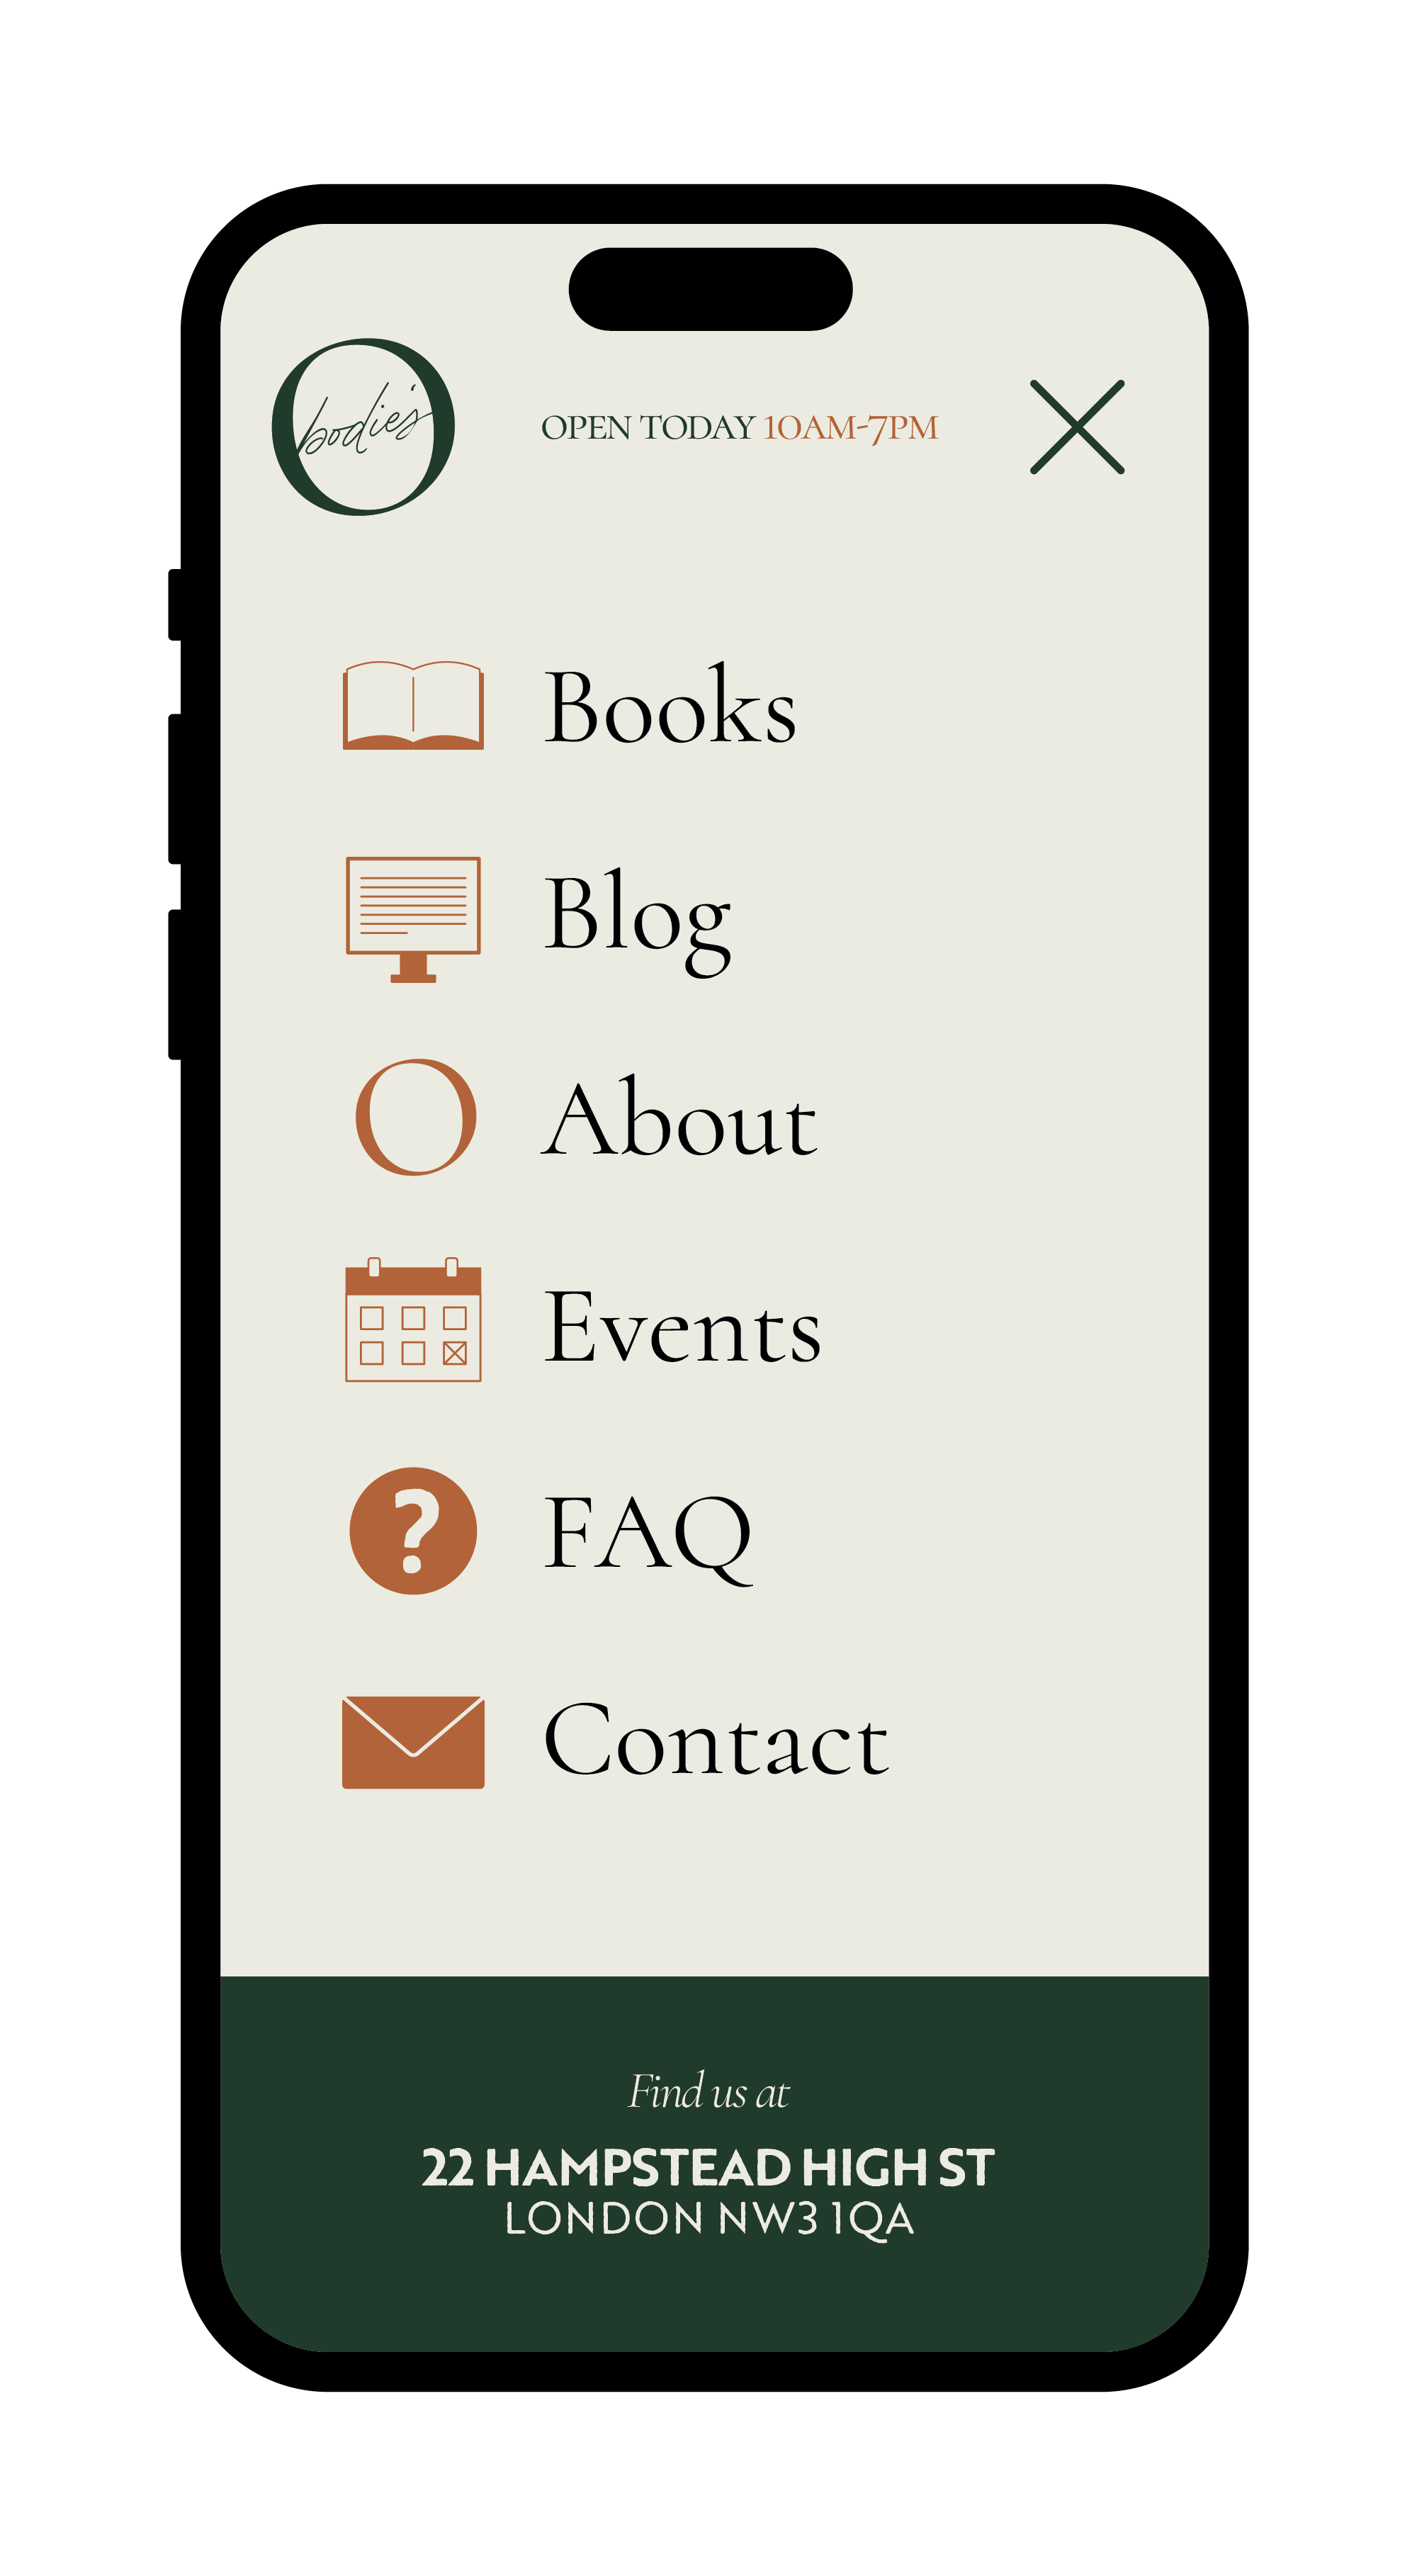 O
bodie's
OPEN TODAY 10AM-7PM
Books
Blog
O
About
Events
?
FAQ
Contact
Find us at
22 HAMPSTEAD HIGH ST
LONDON NW3 1QA